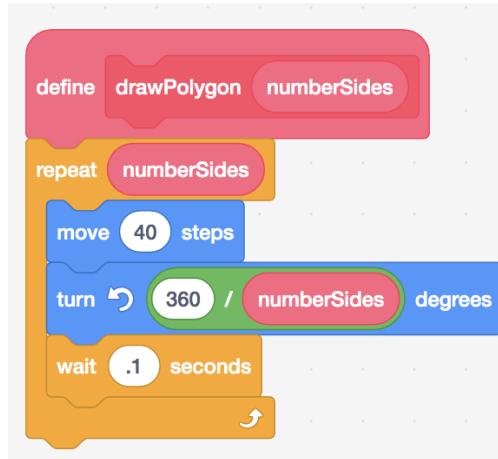 define drawPolygon numberSides
repeat numberSides
move 40 steps
turn 360 / numberSides degrees
wait .1 seconds